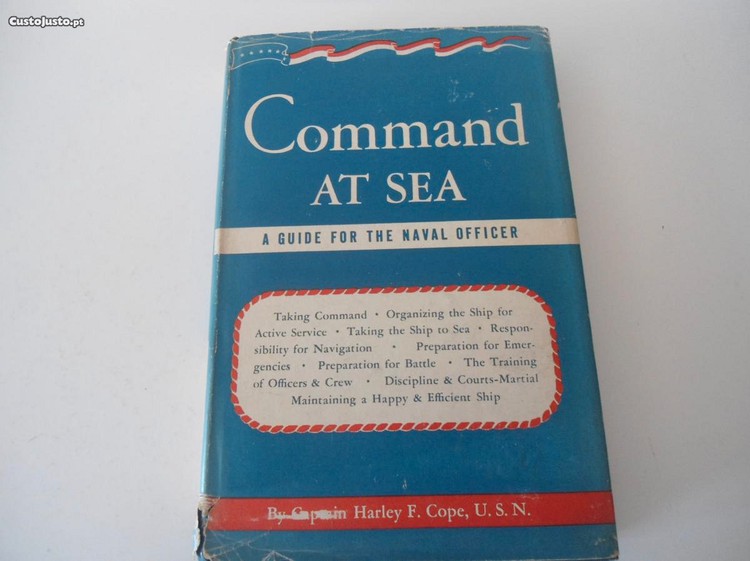 CustoJusto.pt
Command
AT SEA
A GUIDE FOR THE NAVAL OFFICER
Taking Command • Organizing the Ship for
Active Service • Taking the Ship to Sea • Respon-
sibility for Navigation • Preparation for Emer-
gencies • Preparation for Battle • The Training
of Officers & Crew • Discipline & Courts-Martial
Maintaining a Happy & Efficient Ship
By Captain Harley F. Cope, U. S. N.